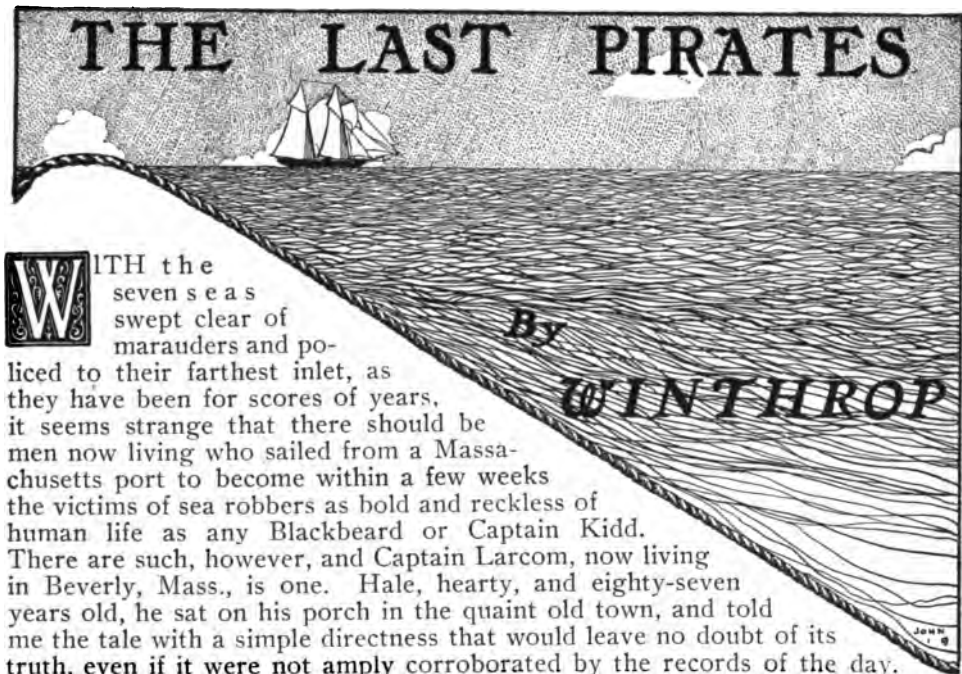 THE LAST PIRATES
By
WINTHROP
WITH the
seven seas
swept clear of
marauders and po-
liced to their farthest inlet, as
they have been for scores of years,
it seems strange that there should be
men now living who sailed from a Massa-
chusetts port to become within a few weeks
the victims of sea robbers as bold and reckless of
human life as any Blackbeard or Captain Kidd.
There are such, however, and Captain Larcom, now living
in Beverly, Mass., is one. Hale, hearty, and eighty-seven
years old, he sat on his porch in the quaint old town, and told
me the tale with a simple directness that would leave no doubt of its
truth, even if it were not amply corroborated by the records of the day.
JOHN